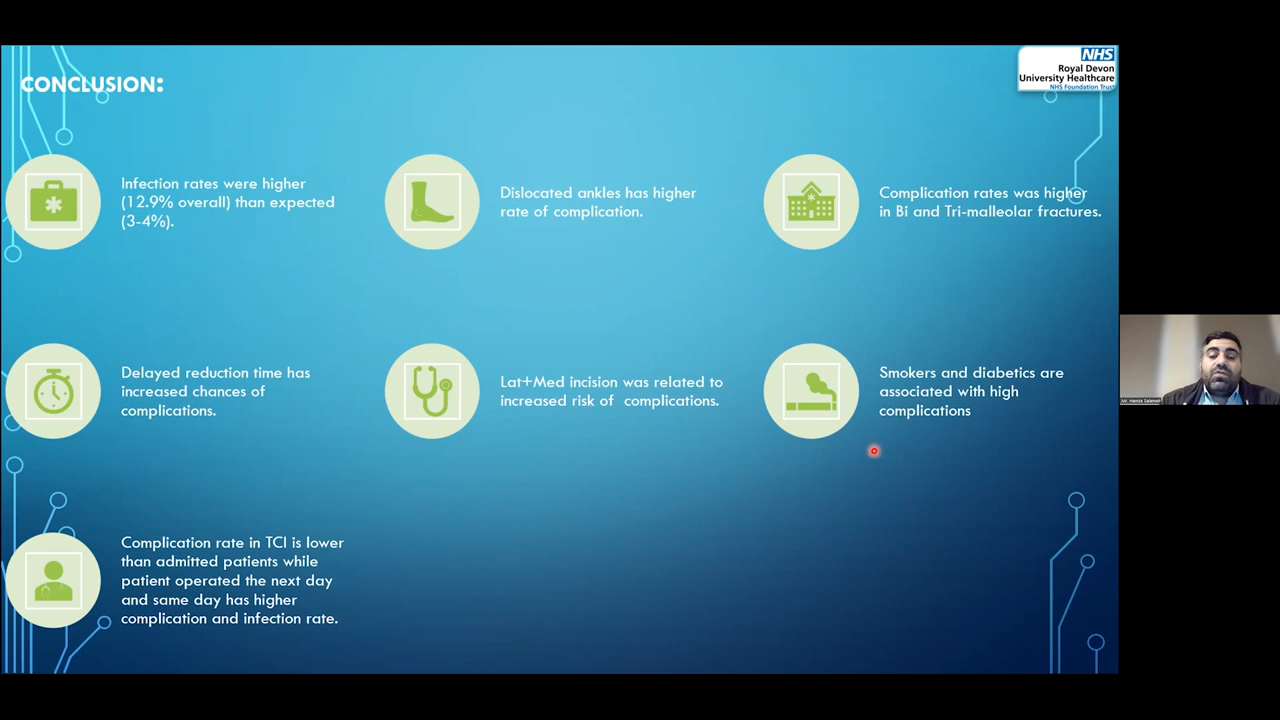 CONCLUSION:
NHS
Royal Devon
University Healthcare
NHS Foundation Trust
Infection rates were higher
(12.9% overall) than expected
(3-4%).
Dislocated ankles has higher
rate of complication.
Complication rates was higher
in Bi and Tri-malleolar fractures.
Delayed reduction time has
increased chances of
complications.
Lat+Med incision was related to
increased risk of  complications.
Smokers and diabetics are
associated with high
complications
Complication rate in TCI is lower
than admitted patients while
patient operated the next day
and same day has higher
complication and infection rate.
Mr. Hamza